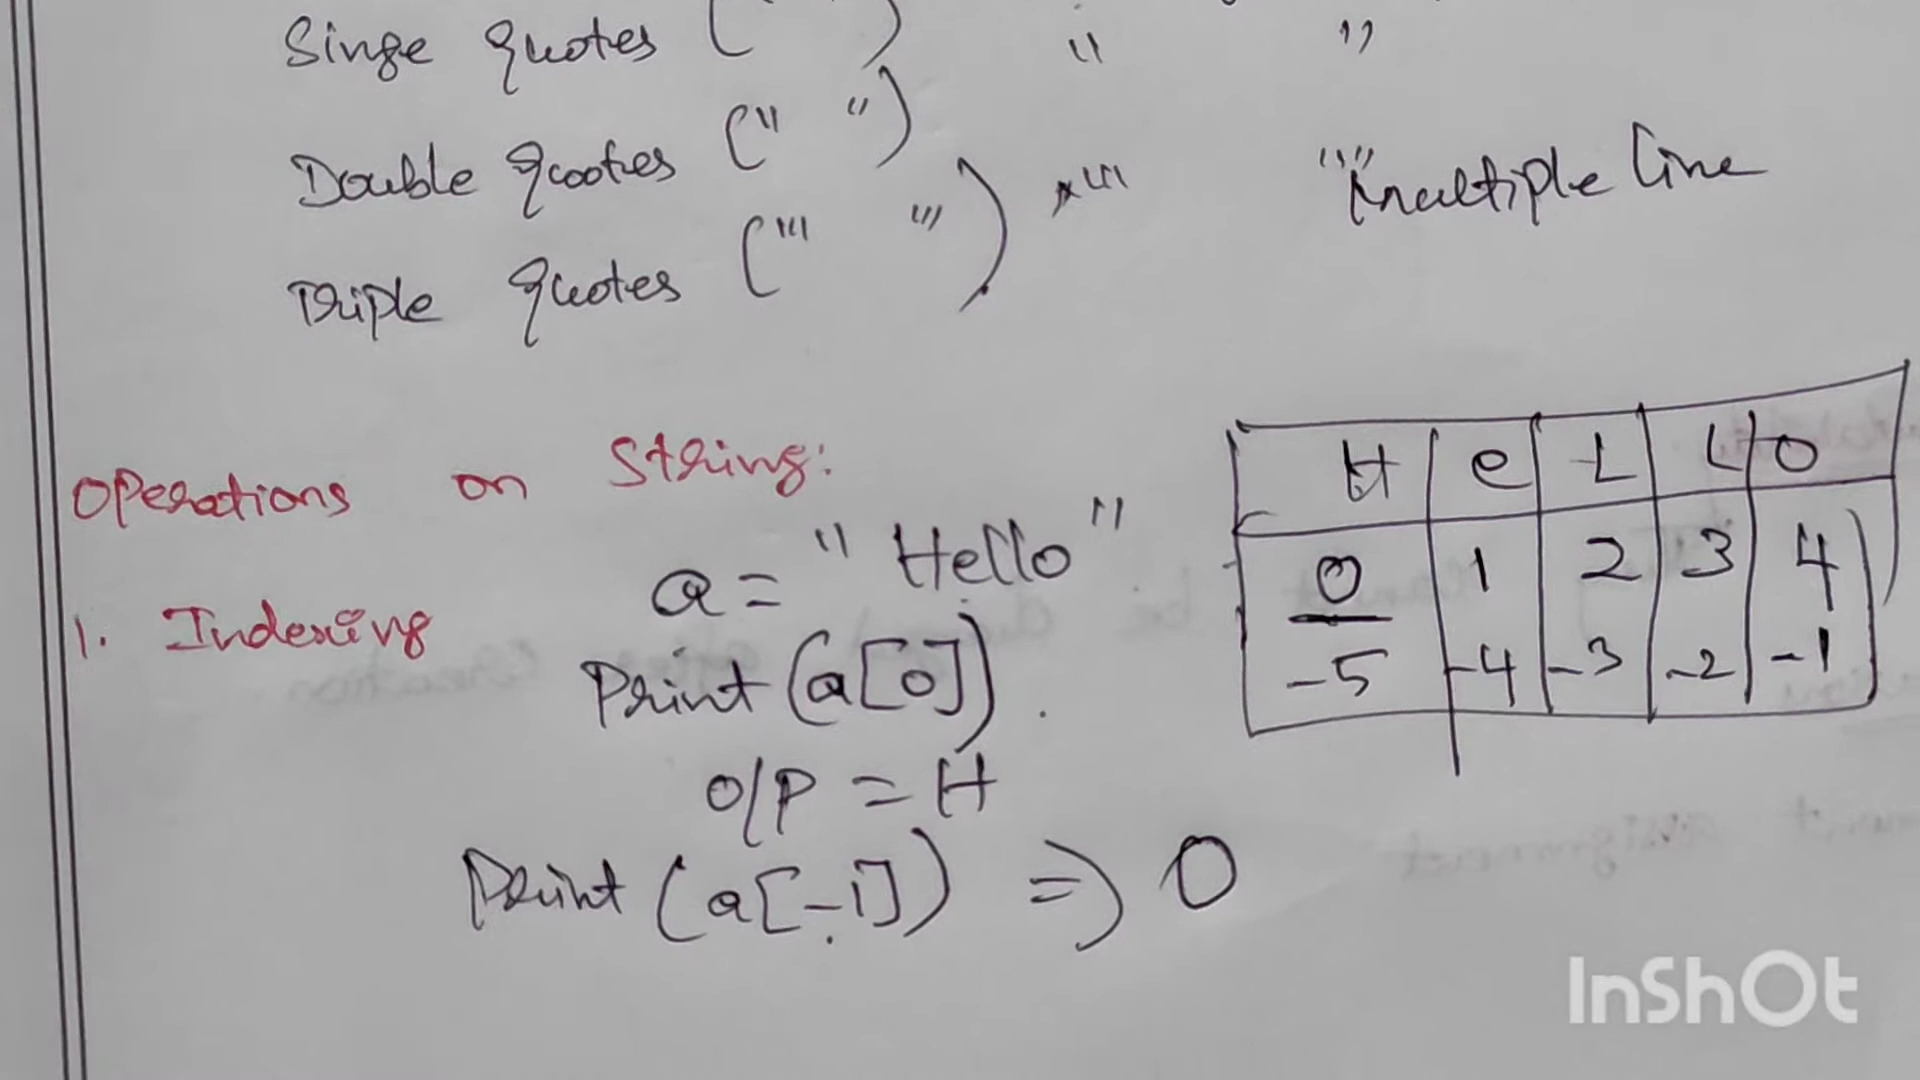 Singe quotes ( ) " "
Double qcootes (" ")
Triple quotes ("' "') *"' "'multiple line
Operations on String:
1. Indexing
a = "Hello"
Print (a[0]).
O/P = H
Print (a[-1]) => O
H e L L o
0 1 2 3 4
-5 -4 -3 -2 -1
InShOt